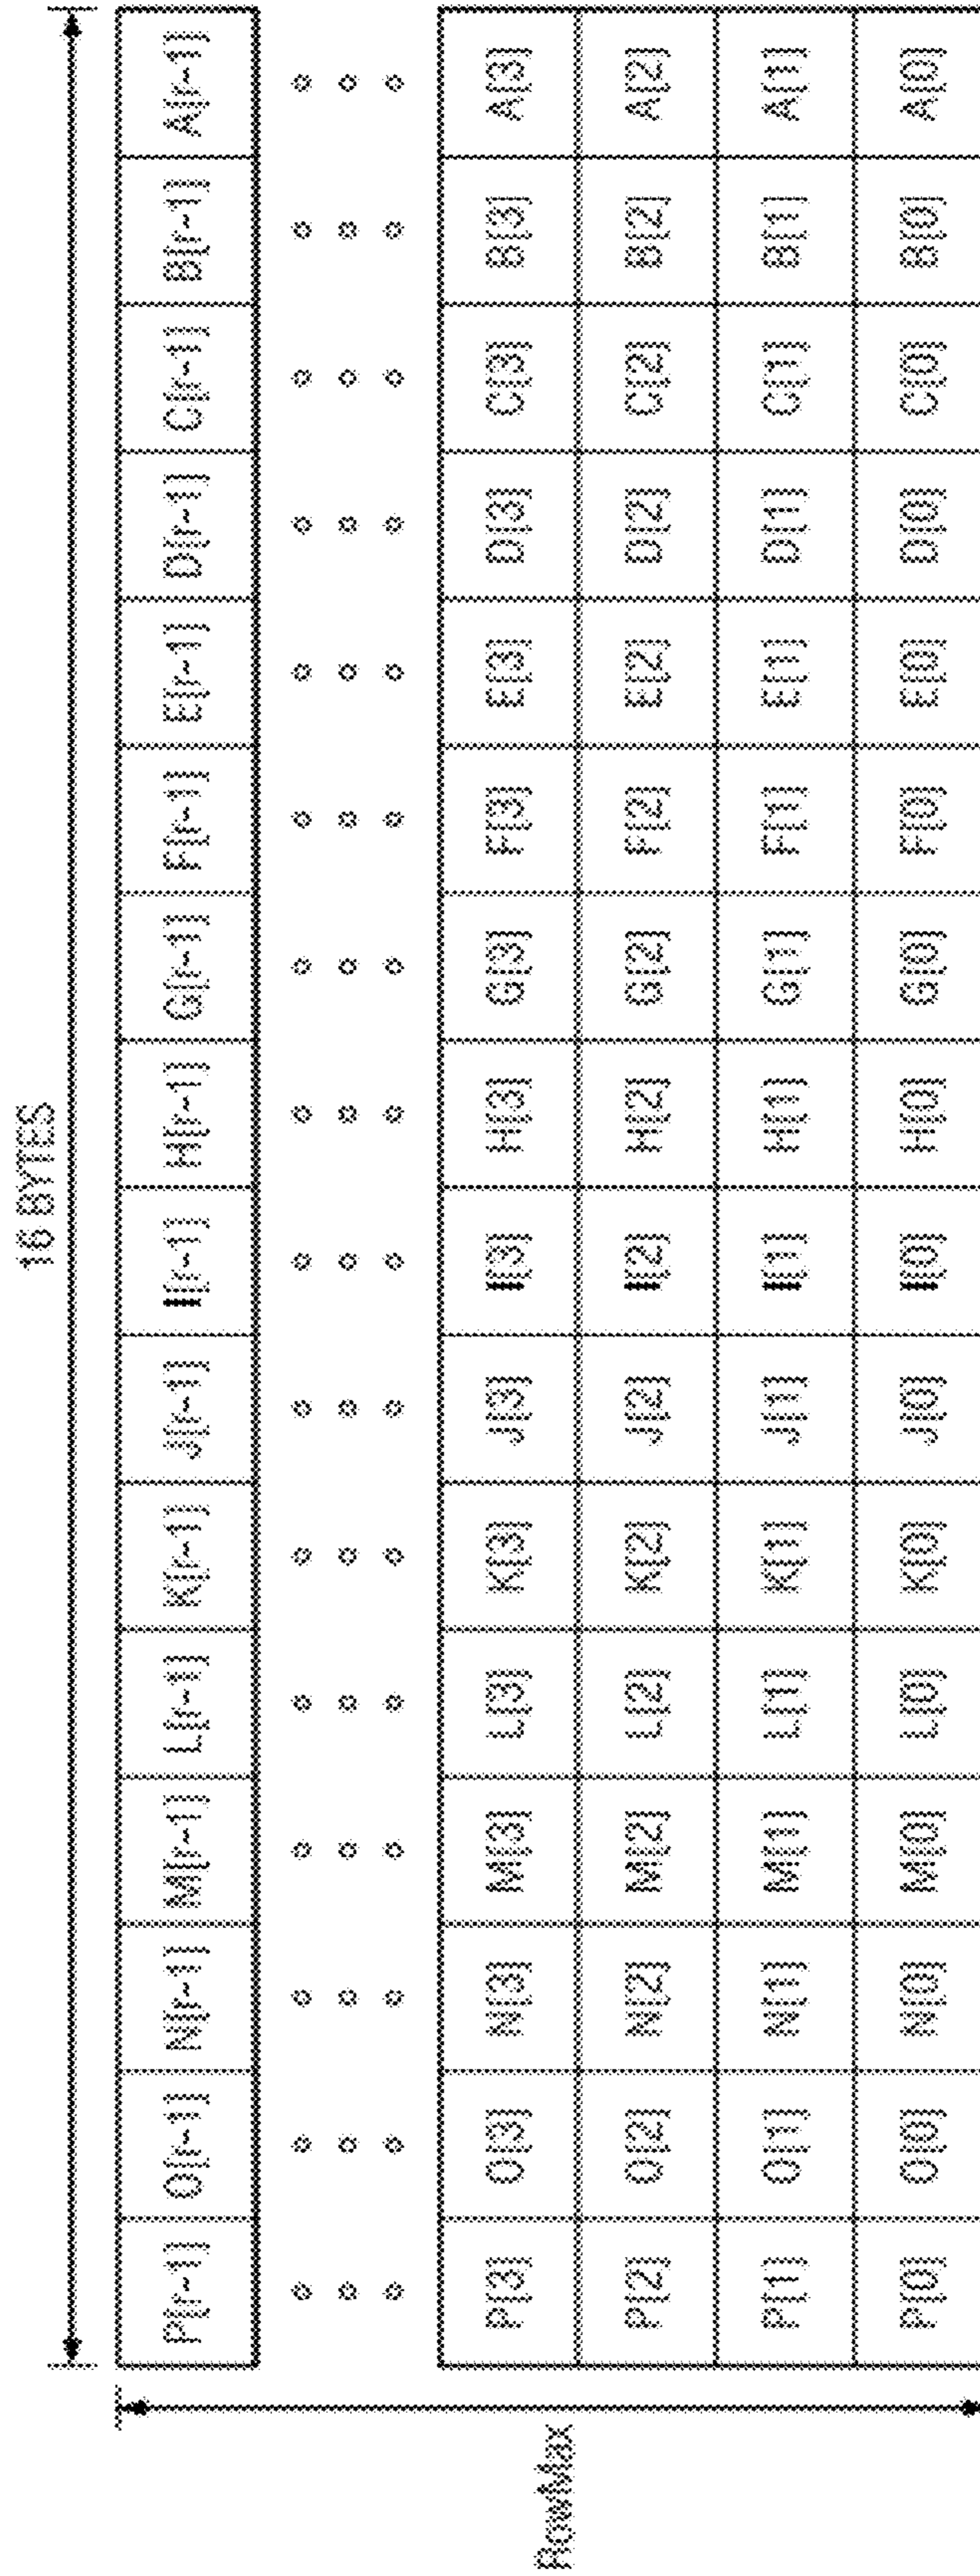 16 BYTES
P[r-1] O[r-1] N[r-1] M[r-1] L[r-1] K[r-1] J[r-1] I[r-1] H[r-1] G[r-1] F[r-1] E[r-1] D[r-1] C[r-1] B[r-1] A[r-1]
RowMax
P[3] O[3] N[3] M[3] L[3] K[3] J[3] I[3] H[3] G[3] F[3] E[3] D[3] C[3] B[3] A[3]
P[2] O[2] N[2] M[2] L[2] K[2] J[2] I[2] H[2] G[2] F[2] E[2] D[2] C[2] B[2] A[2]
P[1] O[1] N[1] M[1] L[1] K[1] J[1] I[1] H[1] G[1] F[1] E[1] D[1] C[1] B[1] A[1]
P[0] O[0] N[0] M[0] L[0] K[0] J[0] I[0] H[0] G[0] F[0] E[0] D[0] C[0] B[0] A[0]